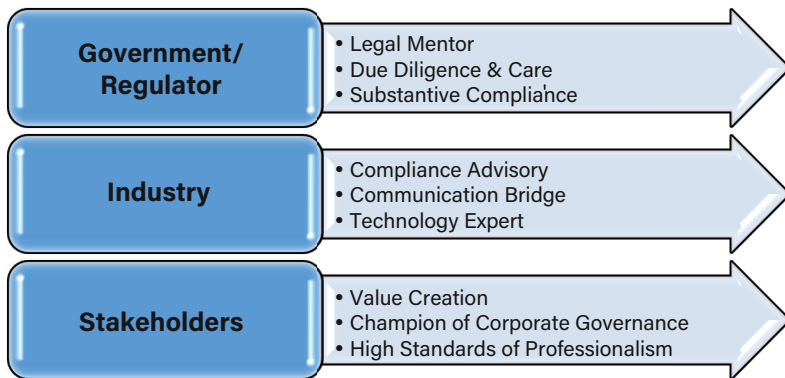 Government/
Regulator
• Legal Mentor
• Due Diligence & Care
• Substantive Compliance
Industry
• Compliance Advisory
• Communication Bridge
• Technology Expert
Stakeholders
• Value Creation
• Champion of Corporate Governance
• High Standards of Professionalism